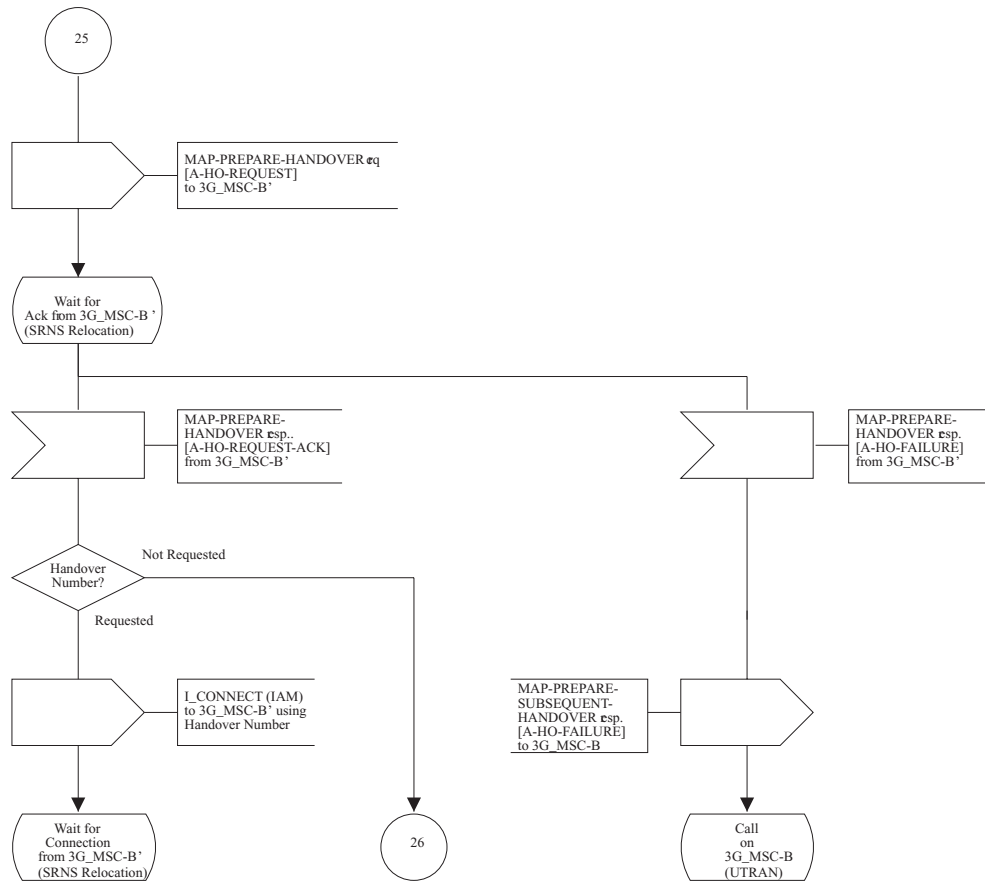 25
MAP-PREPARE-HANDOVER req
[A-HO-REQUEST]
to 3G_MSC-B’
Wait for
Ack from 3G_MSC-B ’
(SRNS Relocation)
MAP-PREPARE-
HANDOVER resp..
[A-HO-REQUEST-ACK]
from 3G_MSC-B’
MAP-PREPARE-
HANDOVER resp.
[A-HO-FAILURE]
from 3G_MSC-B’
Handover
Number?
Not Requested
Requested
I_CONNECT (IAM)
to 3G_MSC-B’ using
Handover Number
MAP-PREPARE-
SUBSEQUENT-
HANDOVER resp.
[A-HO-FAILURE]
to 3G_MSC-B
Wait for
Connection
from 3G_MSC-B’
(SRNS Relocation)
26
Call
on
3G_MSC-B
(UTRAN)